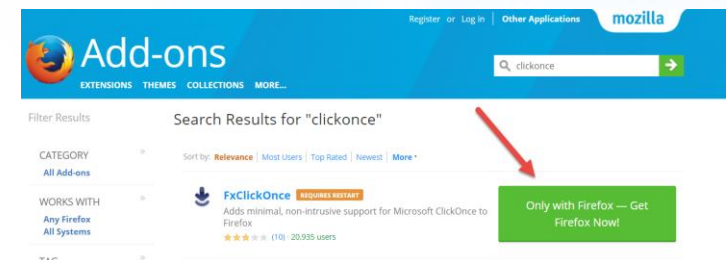 Register or Log in | Other Applications
mozilla
Add-ons
clickonce
EXTENSIONS THEMES COLLECTIONS MORE...
Filter Results
Search Results for "clickonce"
CATEGORY
All Add-ons
Sort by: Relevance | Most Users | Top Rated | Newest | More
WORKS WITH
Any Firefox
All Systems
FxClickOnce REQUIRES RESTART
Adds minimal, non-intrusive support for Microsoft ClickOnce to
Firefox
(10) · 20,935 users
Only with Firefox — Get
Firefox Now!